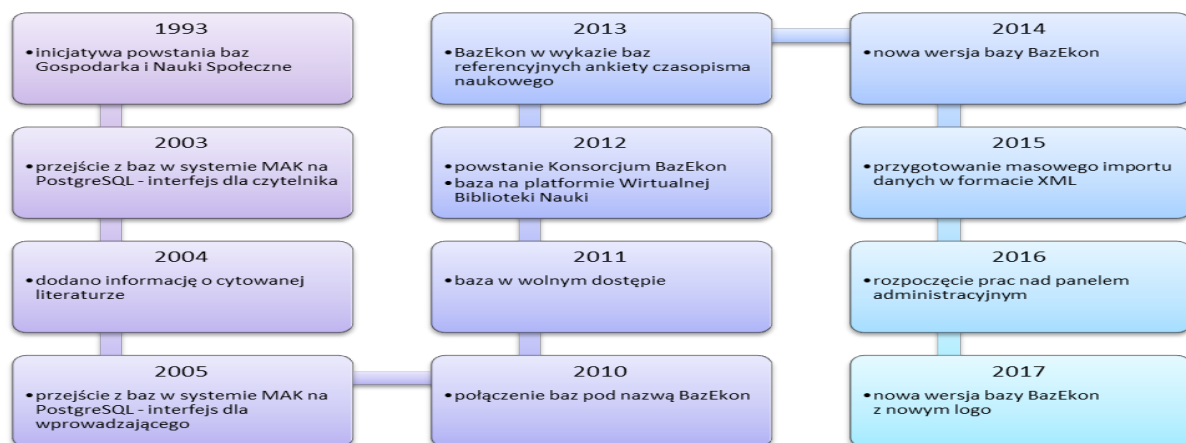 1993
•inicjatywa powstania baz
Gospodarka i Nauki Społeczne
2003
•przejście z baz w systemie MAK na
PostgreSQL - interfejs dla czytelnika
2004
•dodano informację o cytowanej
literaturze
2005
•przejście z baz w systemie MAK na
PostgreSQL - interfejs dla
wprowadzającego
2010
•połączenie baz pod nazwą BazEkon
2011
•baza w wolnym dostępie
2012
•powstanie Konsorcjum BazEkon
•baza na platformie Wirtualnej
Biblioteki Nauki
2013
•BazEkon w wykazie baz
referencyjnych ankiety czasopisma
naukowego
2014
•nowa wersja bazy BazEkon
2015
•przygotowanie masowego importu
danych w formacie XML
2016
•rozpoczęcie prac nad panelem
administracyjnym
2017
•nowa wersja bazy BazEkon
z nowym logo